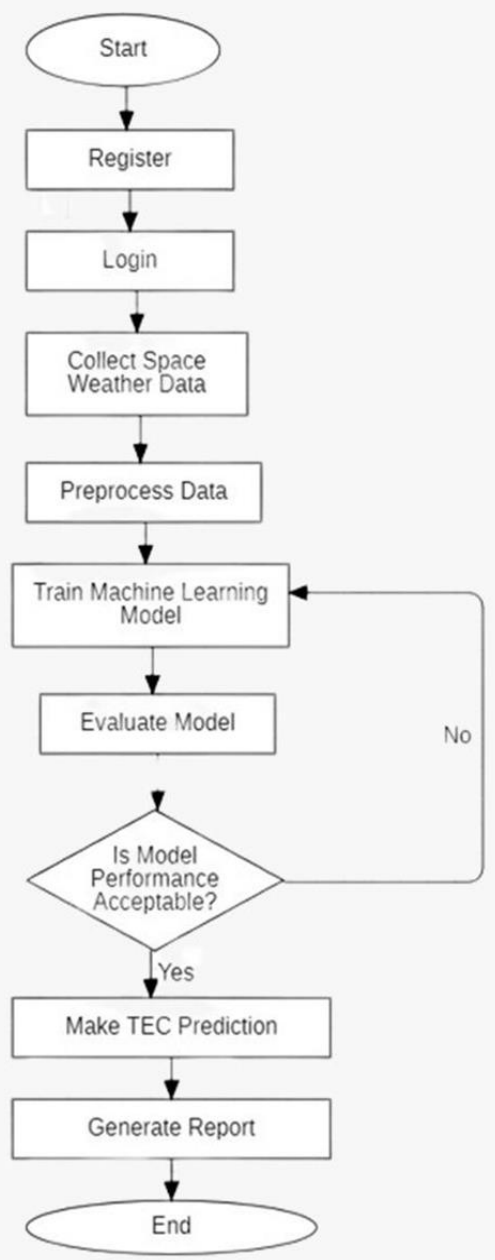 Start
Register
Login
Collect Space
Weather Data
Preprocess Data
Train Machine Learning
Model
Evaluate Model
No
Is Model
Performance
Acceptable?
Yes
Make TEC Prediction
Generate Report
End